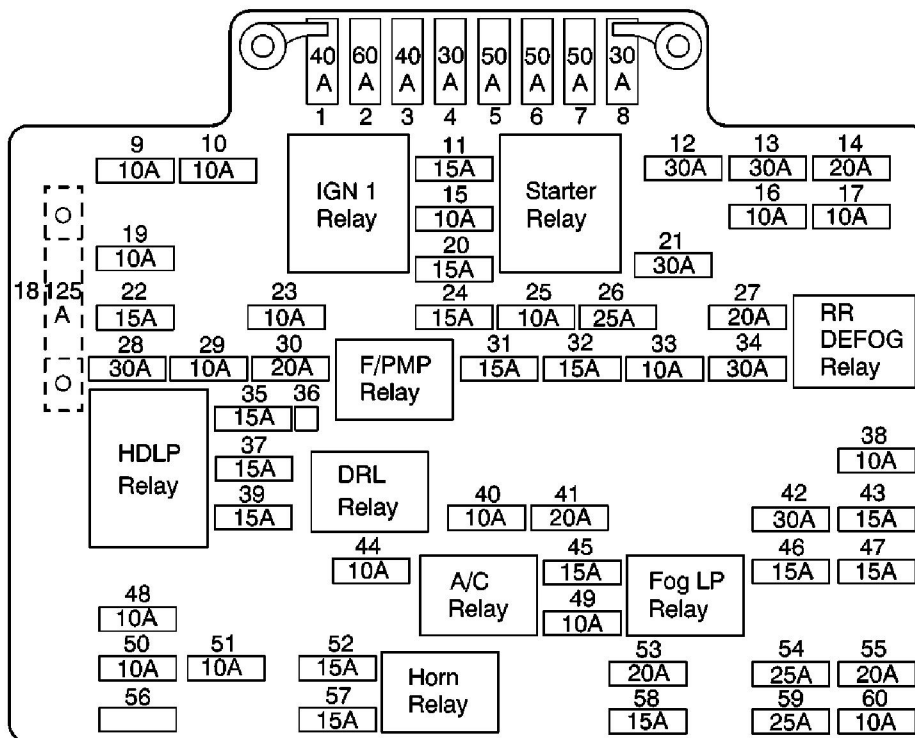 40 60 40 30 50 50 50 30
A A A A A A A A
1 2 3 4 5 6 7 8
9 10 11 12 13 14
10A 10A 15A 30A 30A 20A
IGN 1
Relay
Starter
Relay
15 16 17
10A 10A 10A
19 20 21
10A 15A 30A
18 125
A
22 23 24 25 26 27
15A 10A 15A 10A 25A 20A
RR
DEFOG
Relay
28 29 30 31 32 33 34
30A 10A 20A 15A 15A 10A 30A
F/PMP
Relay
35 36
15A
HDLP
Relay
37 38
15A 10A
DRL
Relay
39 40 41 42 43
15A 10A 20A 30A 15A
44 45 46 47
10A 15A 15A 15A
A/C
Relay
Fog LP
Relay
48 49
10A 10A
50 51 52 53 54 55
10A 10A 15A 20A 25A 20A
Horn
Relay
56 57 58 59 60
15A 15A 25A 10A